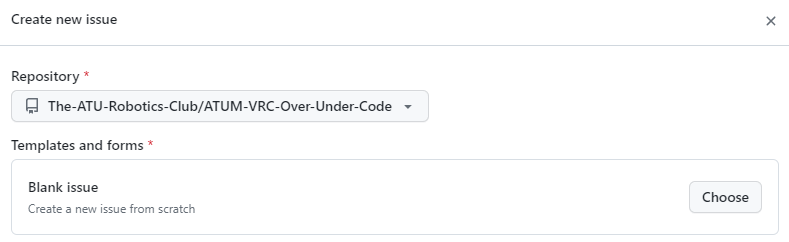 Create new issue
Repository *
The-ATU-Robotics-Club/ATUM-VRC-Over-Under-Code
Templates and forms *
Blank issue
Choose
Create a new issue from scratch